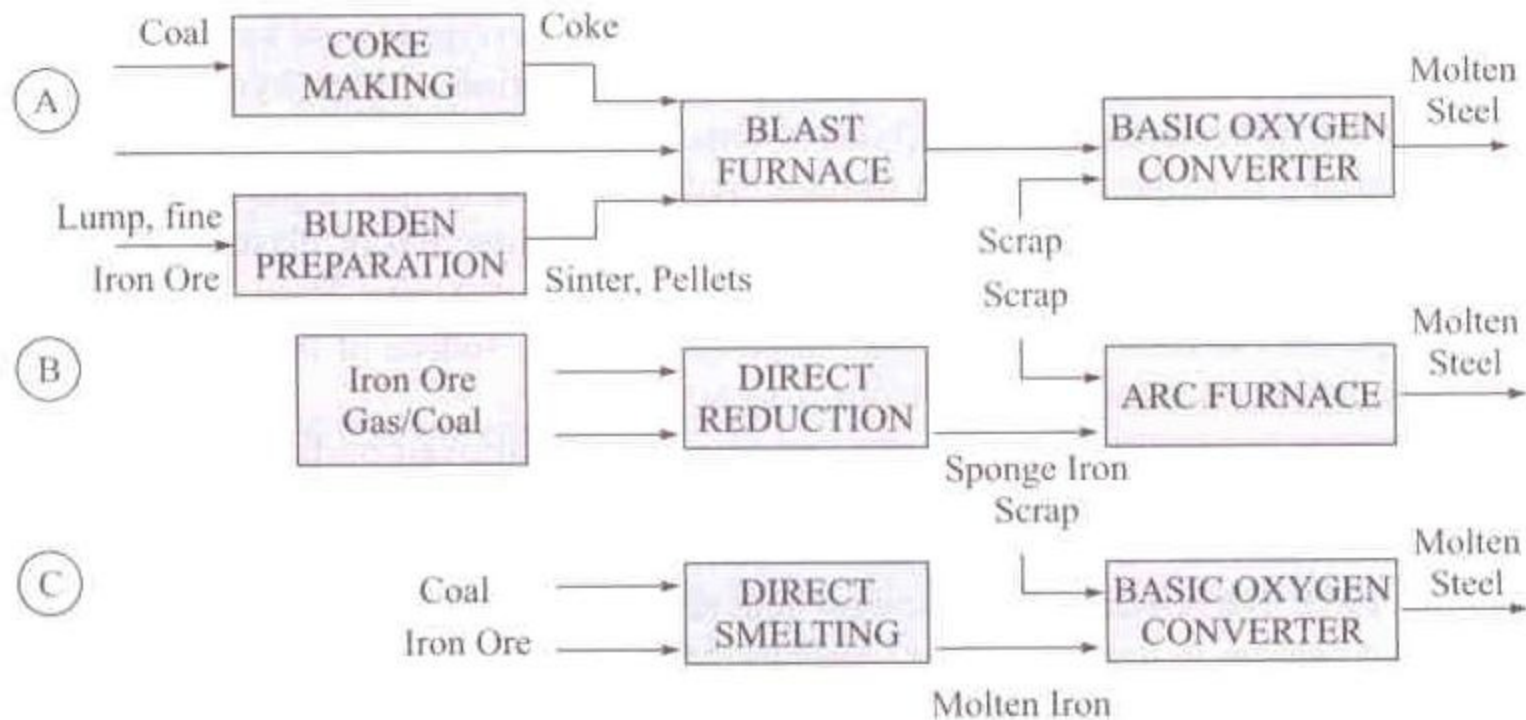 Coal
COKE
MAKING
Coke
A
BLAST
FURNACE
BASIC OXYGEN
CONVERTER
Molten
Steel
Lump, fine
Iron Ore
BURDEN
PREPARATION
Sinter, Pellets
Scrap
Scrap
B
Iron Ore
Gas/Coal
DIRECT
REDUCTION
Sponge Iron
ARC FURNACE
Molten
Steel
Scrap
C
Coal
Iron Ore
DIRECT
SMELTING
Molten Iron
BASIC OXYGEN
CONVERTER
Molten
Steel